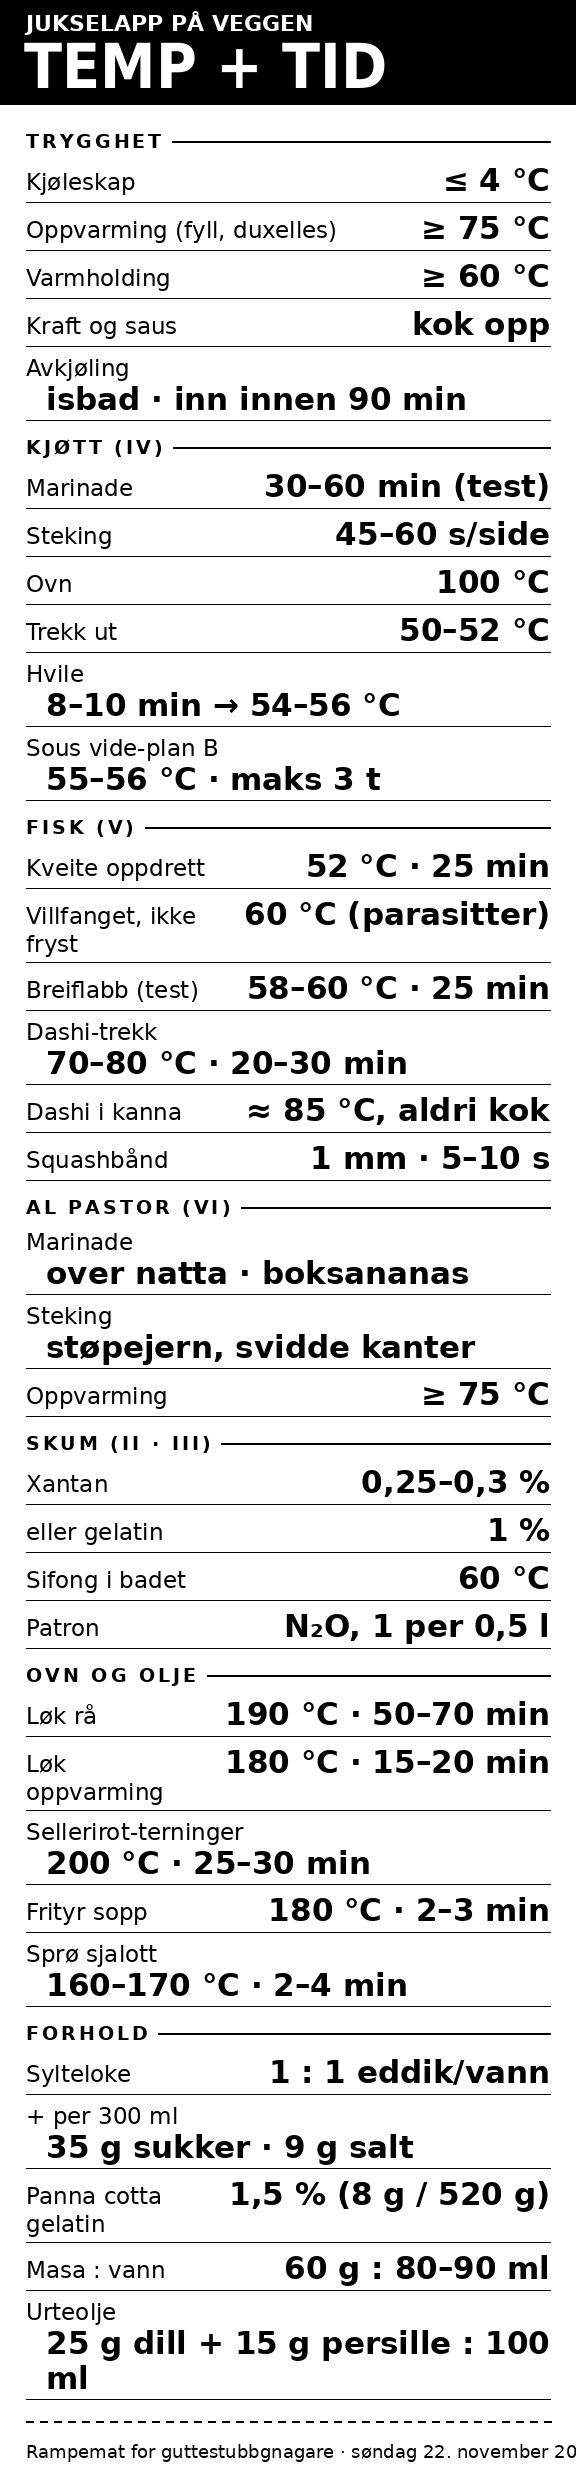 JUKSELAPP PÅ VEGGEN
TEMP + TID
TRYGGHET
Kjøleskap ≤ 4 °C
Oppvarming (fyll, duxelles) ≥ 75 °C
Varmholding ≥ 60 °C
Kraft og saus kok opp
Avkjøling
isbad · inn innen 90 min
KJØTT (IV)
Marinade 30–60 min (test)
Steking 45–60 s/side
Ovn 100 °C
Trekk ut 50–52 °C
Hvile
8–10 min → 54–56 °C
Sous vide-plan B
55–56 °C · maks 3 t
FISK (V)
Kveite oppdrett 52 °C · 25 min
Villfanget, ikke 60 °C (parasitter)
fryst
Breiflabb (test) 58–60 °C · 25 min
Dashi-trekk
70–80 °C · 20–30 min
Dashi i kanna ≈ 85 °C, aldri kok
Squashbånd 1 mm · 5–10 s
AL PASTOR (VI)
Marinade
over natta · boksananas
Steking
støpejern, svidde kanter
Oppvarming ≥ 75 °C
SKUM (II · III)
Xantan 0,25–0,3 %
eller gelatin 1 %
Sifong i badet 60 °C
Patron N₂O, 1 per 0,5 l
OVN OG OLJE
Løk rå 190 °C · 50–70 min
Løk 180 °C · 15–20 min
oppvarming
Sellerirot-terninger
200 °C · 25–30 min
Frityr sopp 180 °C · 2–3 min
Sprø sjalott
160–170 °C · 2–4 min
FORHOLD
Sylteloke 1 : 1 eddik/vann
+ per 300 ml
35 g sukker · 9 g salt
Panna cotta 1,5 % (8 g / 520 g)
gelatin
Masa : vann 60 g : 80–90 ml
Urteolje
25 g dill + 15 g persille : 100
ml
Rampemat for guttestubbgnagare · søndag 22. november 20